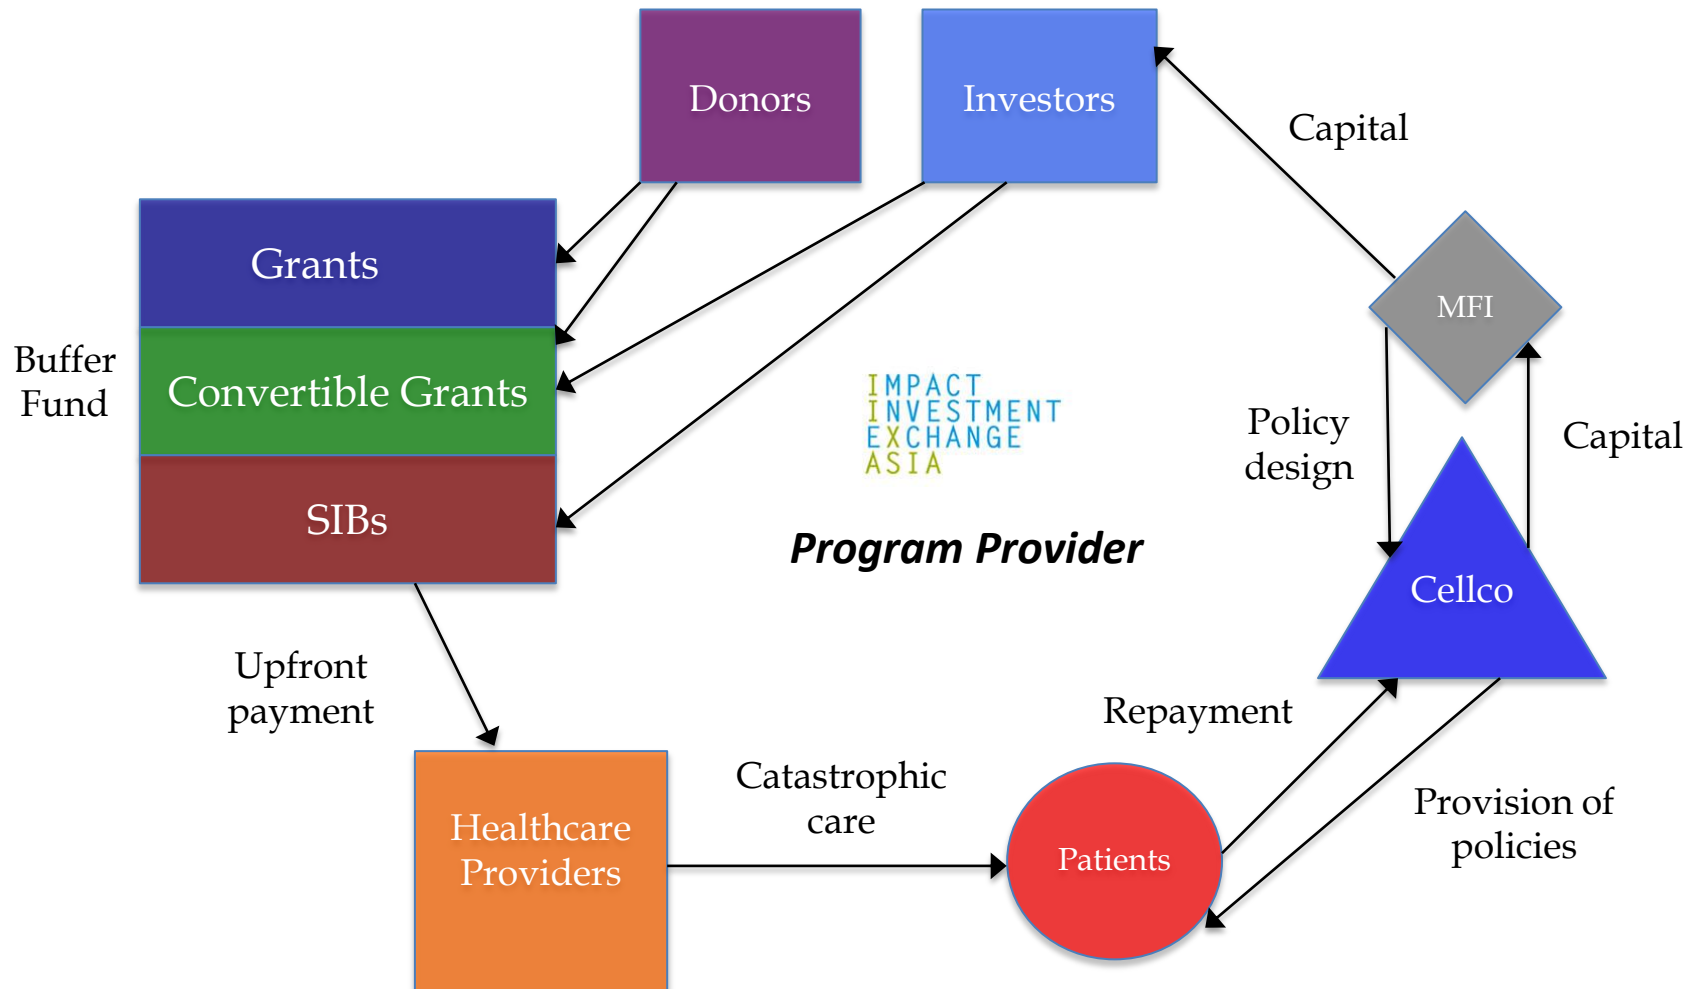 Donors
Investors
Capital
Grants
MFI
Buffer
Fund
Convertible Grants
IMPACT
INVESTMENT
EXCHANGE
ASIA
Policy
design
Capital
SIBs
Program Provider
Cellco
Upfront
payment
Repayment
Catastrophic
care
Provision of
policies
Healthcare
Providers
Patients